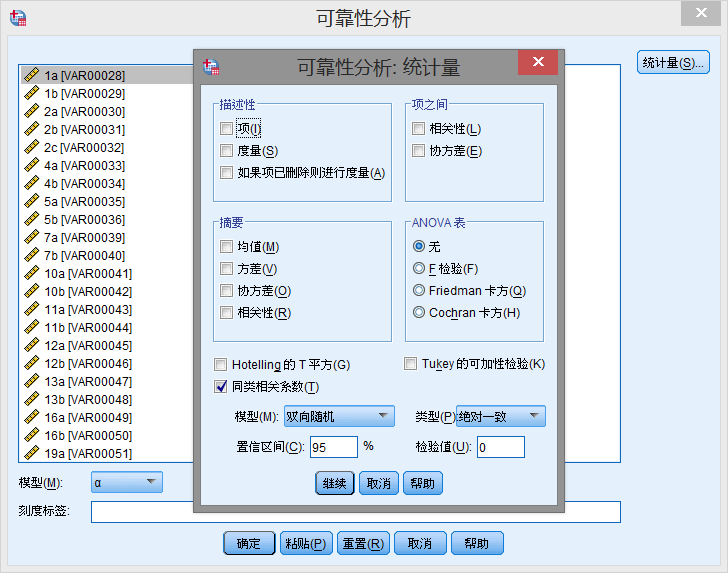 可靠性分析
统计量(S)...
1a [VAR00028]
1b [VAR00029]
2a [VAR00030]
2b [VAR00031]
2c [VAR00032]
4a [VAR00033]
4b [VAR00034]
5a [VAR00035]
5b [VAR00036]
7a [VAR00039]
7b [VAR00040]
10a [VAR00041]
10b [VAR00042]
11a [VAR00043]
11b [VAR00044]
12a [VAR00045]
12b [VAR00046]
13a [VAR00047]
13b [VAR00048]
16a [VAR00049]
16b [VAR00050]
19a [VAR00051]
模型(M): α
刻度标签:
确定 粘贴(P) 重置(R) 取消 帮助
可靠性分析: 统计量
描述性
项(I)
度量(S)
如果项已删除则进行度量(A)
项之间
相关性(L)
协方差(E)
摘要
均值(M)
方差(V)
协方差(O)
相关性(R)
ANOVA 表
无
F 检验(F)
Friedman 卡方(Q)
Cochran 卡方(H)
Hotelling 的 T 平方(G) Tukey 的可加性检验(K)
同类相关系数(T)
模型(M): 双向随机 类型(P 绝对一致
置信区间(C): 95 % 检验值(U): 0
继续 取消 帮助